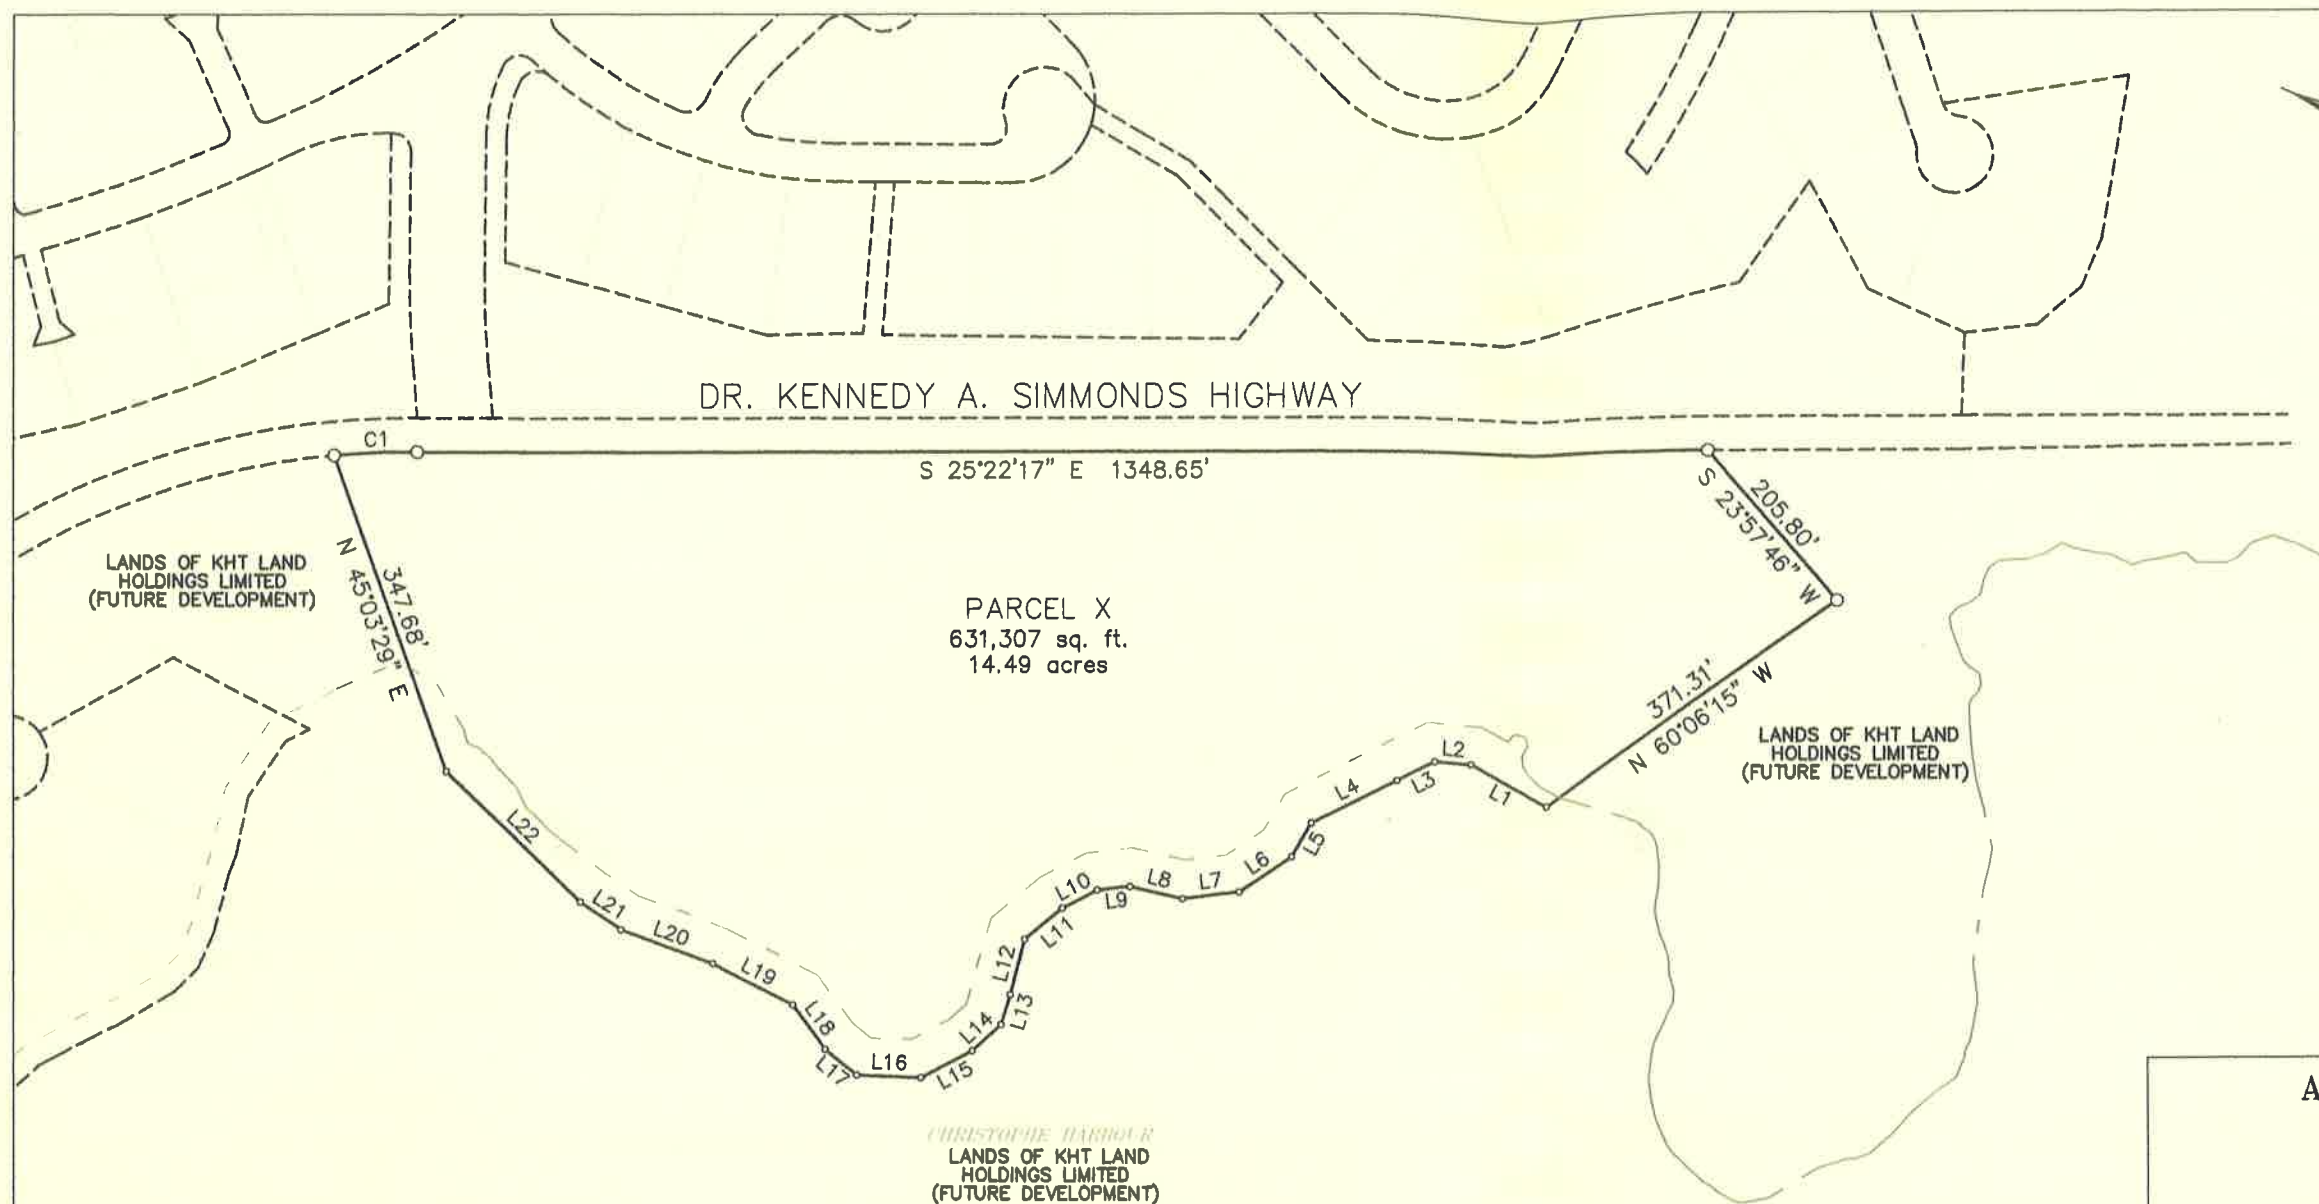 DR. KENNEDY A. SIMMONDS HIGHWAY
C1
S 25°22'17" E 1348.65'
205.80'
S 23°57'46" W
LANDS OF KHT LAND
HOLDINGS LIMITED
(FUTURE DEVELOPMENT)
347.68'
N 45°03'29" E
PARCEL X
631,307 sq. ft.
14.49 acres
371.31'
N 60°06'15" W
LANDS OF KHT LAND
HOLDINGS LIMITED
(FUTURE DEVELOPMENT)
L1
L2
L3
L4
L5
L6
L7
L8
L9
L10
L11
L12
L13
L14
L15
L16
L17
L18
L19
L20
L21
L22
A
CHRISTOPHE HARBOUR
LANDS OF KHT LAND
HOLDINGS LIMITED
(FUTURE DEVELOPMENT)